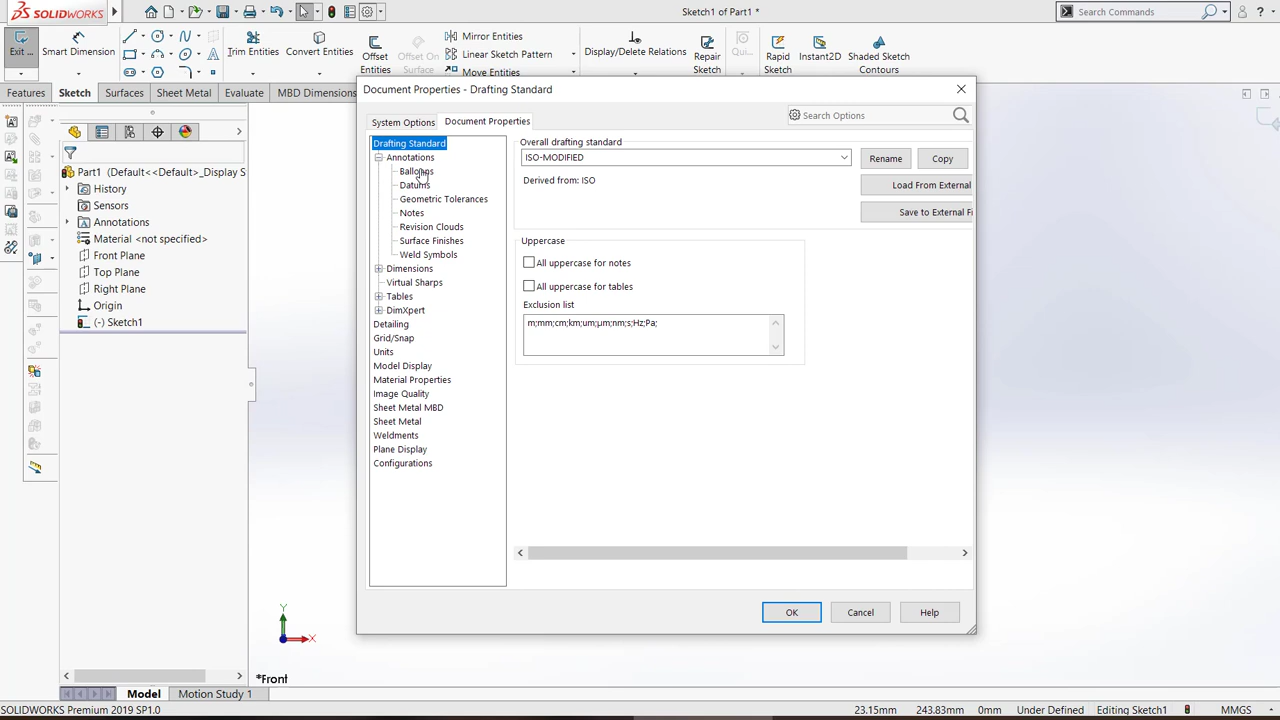 SOLIDWORKS
Sketch1 of Part1 *
Search Commands
Exit ...
Smart Dimension
Trim Entities
Convert Entities
Offset Entities
Offset On Surface
Mirror Entities
Linear Sketch Pattern
Move Entities
Display/Delete Relations
Repair Sketch
Qui...
Rapid Sketch
Instant2D
Shaded Sketch Contours
Features
Sketch
Surfaces
Sheet Metal
Evaluate
MBD Dimensions
Document Properties - Drafting Standard
System Options
Document Properties
Search Options
Part1 (Default<<Default>_Display S
History
Sensors
Annotations
Material <not specified>
Front Plane
Top Plane
Right Plane
Origin
(-) Sketch1
Drafting Standard
Annotations
Balloons
Datums
Geometric Tolerances
Notes
Revision Clouds
Surface Finishes
Weld Symbols
Dimensions
Virtual Sharps
Tables
DimXpert
Detailing
Grid/Snap
Units
Model Display
Material Properties
Image Quality
Sheet Metal MBD
Sheet Metal
Weldments
Plane Display
Configurations
Overall drafting standard
ISO-MODIFIED
Rename
Copy
Derived from: ISO
Load From External
Save to External Fi
Uppercase
All uppercase for notes
All uppercase for tables
Exclusion list
m;mm;cm;km;um;µm;nm;s;Hz;Pa;
OK
Cancel
Help
Y
X
*Front
Model
Motion Study 1
SOLIDWORKS Premium 2019 SP1.0
23.15mm
243.83mm
0mm
Under Defined
Editing Sketch1
MMGS